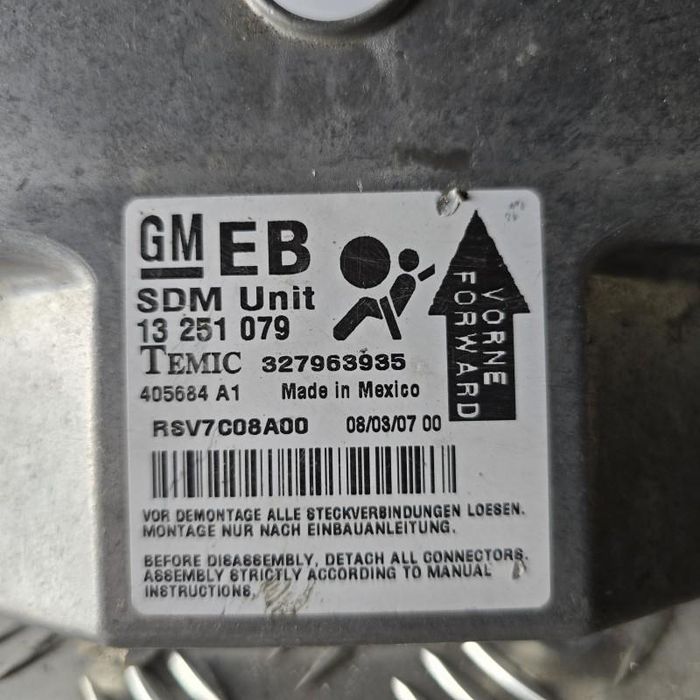 GM EB
SDM Unit
13 251 079
TEMIC 327963935
405684 A1 Made in Mexico
RSV7C08A00 08/03/07 00
VORNE
FORWARD
VOR DEMONTAGE ALLE STECKVERBINDUNGEN LOESEN.
MONTAGE NUR NACH EINBAUANLEITUNG.
BEFORE DISASSEMBLY, DETACH ALL CONNECTORS.
ASSEMBLY STRICTLY ACCORDING TO MANUAL
INSTRUCTIONS.